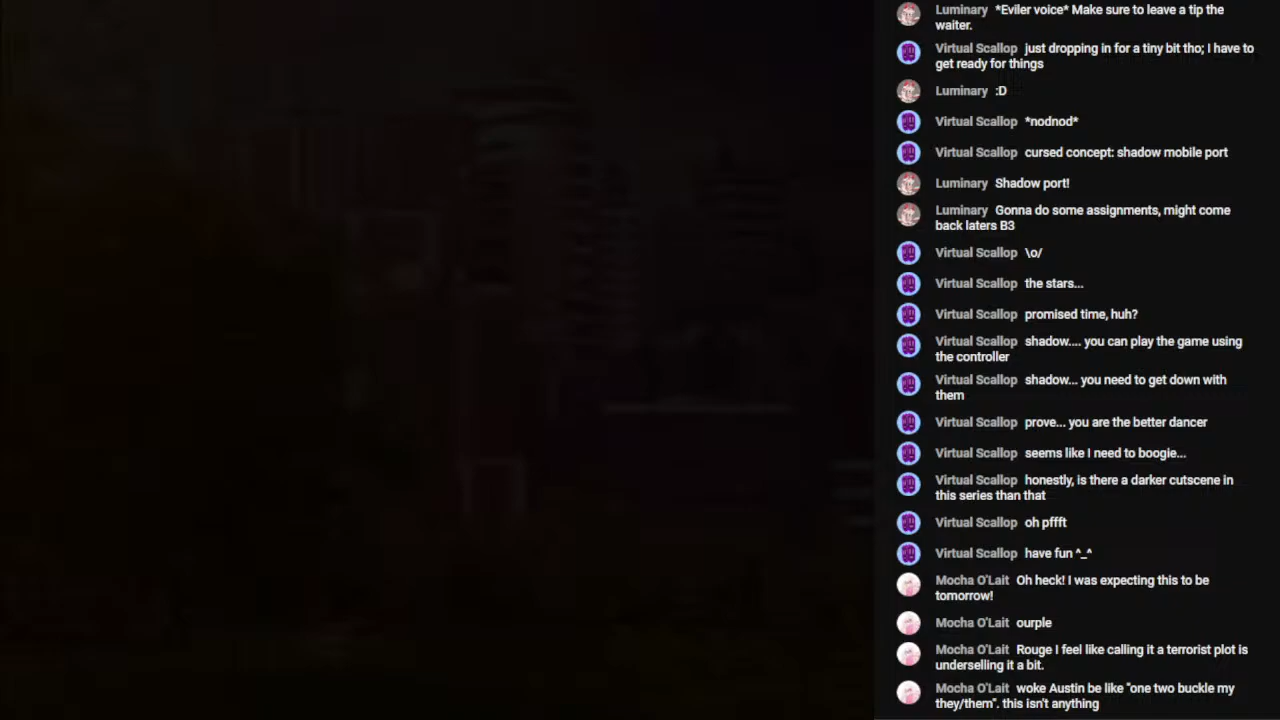 Luminary *Eviler voice* Make sure to leave a tip the
waiter.
Virtual Scallop just dropping in for a tiny bit tho; I have to
get ready for things
Luminary :D
Virtual Scallop *nodnod*
Virtual Scallop cursed concept: shadow mobile port
Luminary Shadow port!
Luminary Gonna do some assignments, might come
back laters B3
Virtual Scallop \o/
Virtual Scallop the stars...
Virtual Scallop promised time, huh?
Virtual Scallop shadow.... you can play the game using
the controller
Virtual Scallop shadow... you need to get down with
them
Virtual Scallop prove... you are the better dancer
Virtual Scallop seems like I need to boogie...
Virtual Scallop honestly, is there a darker cutscene in
this series than that
Virtual Scallop oh pffft
Virtual Scallop have fun ^_^
Mocha O'Lait Oh heck! I was expecting this to be
tomorrow!
Mocha O'Lait ourple
Mocha O'Lait Rouge I feel like calling it a terrorist plot is
underselling it a bit.
Mocha O'Lait woke Austin be like "one two buckle my
they/them". this isn't anything